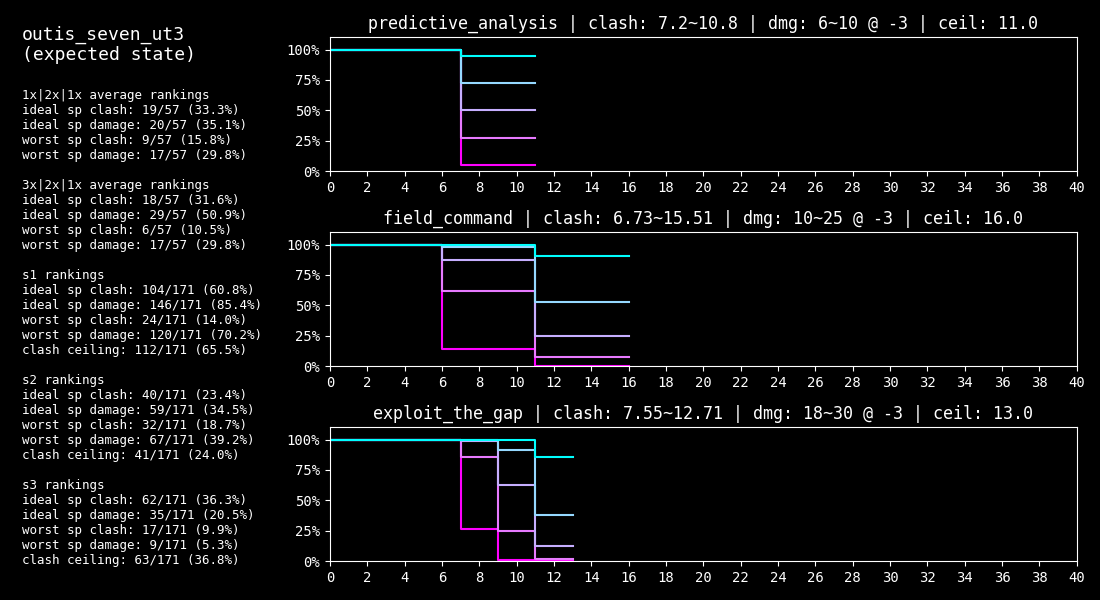 outis_seven_ut3
(expected state)
1x|2x|1x average rankings
ideal sp clash: 19/57 (33.3%)
ideal sp damage: 20/57 (35.1%)
worst sp clash: 9/57 (15.8%)
worst sp damage: 17/57 (29.8%)
3x|2x|1x average rankings
ideal sp clash: 18/57 (31.6%)
ideal sp damage: 29/57 (50.9%)
worst sp clash: 6/57 (10.5%)
worst sp damage: 17/57 (29.8%)
s1 rankings
ideal sp clash: 104/171 (60.8%)
ideal sp damage: 146/171 (85.4%)
worst sp clash: 24/171 (14.0%)
worst sp damage: 120/171 (70.2%)
clash ceiling: 112/171 (65.5%)
s2 rankings
ideal sp clash: 40/171 (23.4%)
ideal sp damage: 59/171 (34.5%)
worst sp clash: 32/171 (18.7%)
worst sp damage: 67/171 (39.2%)
clash ceiling: 41/171 (24.0%)
s3 rankings
ideal sp clash: 62/171 (36.3%)
ideal sp damage: 35/171 (20.5%)
worst sp clash: 17/171 (9.9%)
worst sp damage: 9/171 (5.3%)
clash ceiling: 63/171 (36.8%)
predictive_analysis | clash: 7.2~10.8 | dmg: 6~10 @ -3 | ceil: 11.0
100%
75%
50%
25%
0%
0 2 4 6 8 10 12 14 16 18 20 22 24 26 28 30 32 34 36 38 40
field_command | clash: 6.73~15.51 | dmg: 10~25 @ -3 | ceil: 16.0
100%
75%
50%
25%
0%
0 2 4 6 8 10 12 14 16 18 20 22 24 26 28 30 32 34 36 38 40
exploit_the_gap | clash: 7.55~12.71 | dmg: 18~30 @ -3 | ceil: 13.0
100%
75%
50%
25%
0%
0 2 4 6 8 10 12 14 16 18 20 22 24 26 28 30 32 34 36 38 40